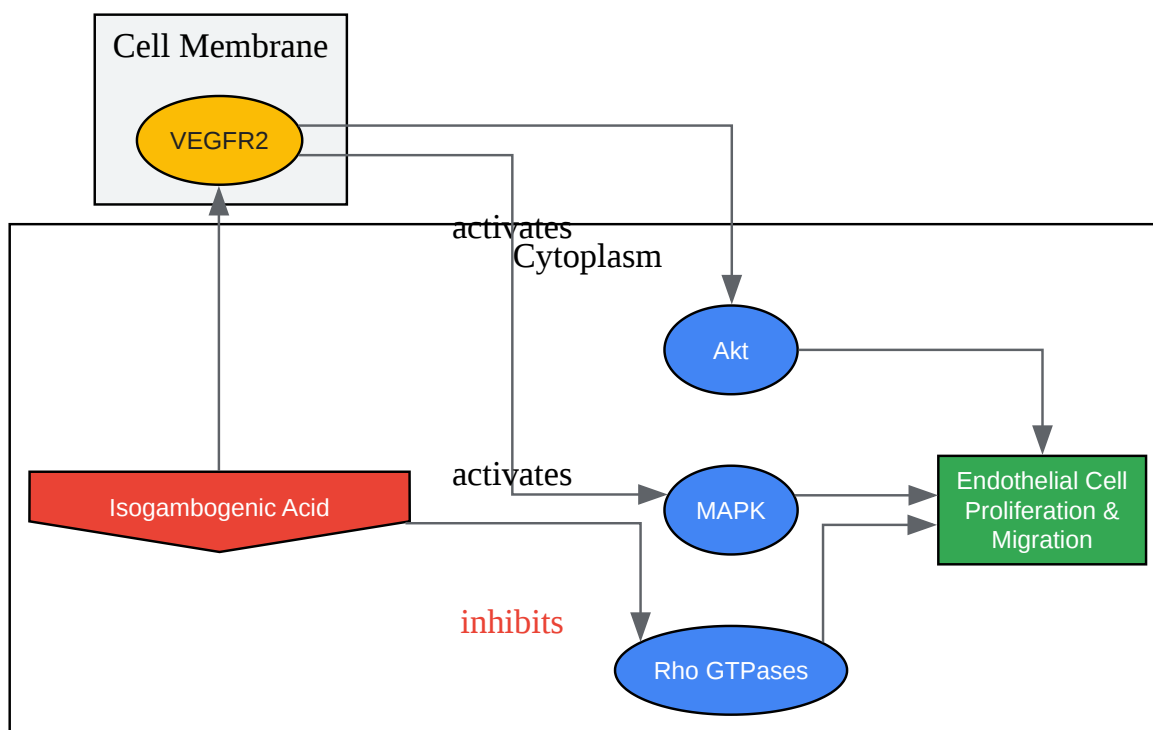 Cell Membrane
VEGFR2
activates
Cytoplasm
Akt
activates
Isogambogenic Acid
MAPK
Endothelial Cell
Proliferation &
Migration
inhibits
Rho GTPases